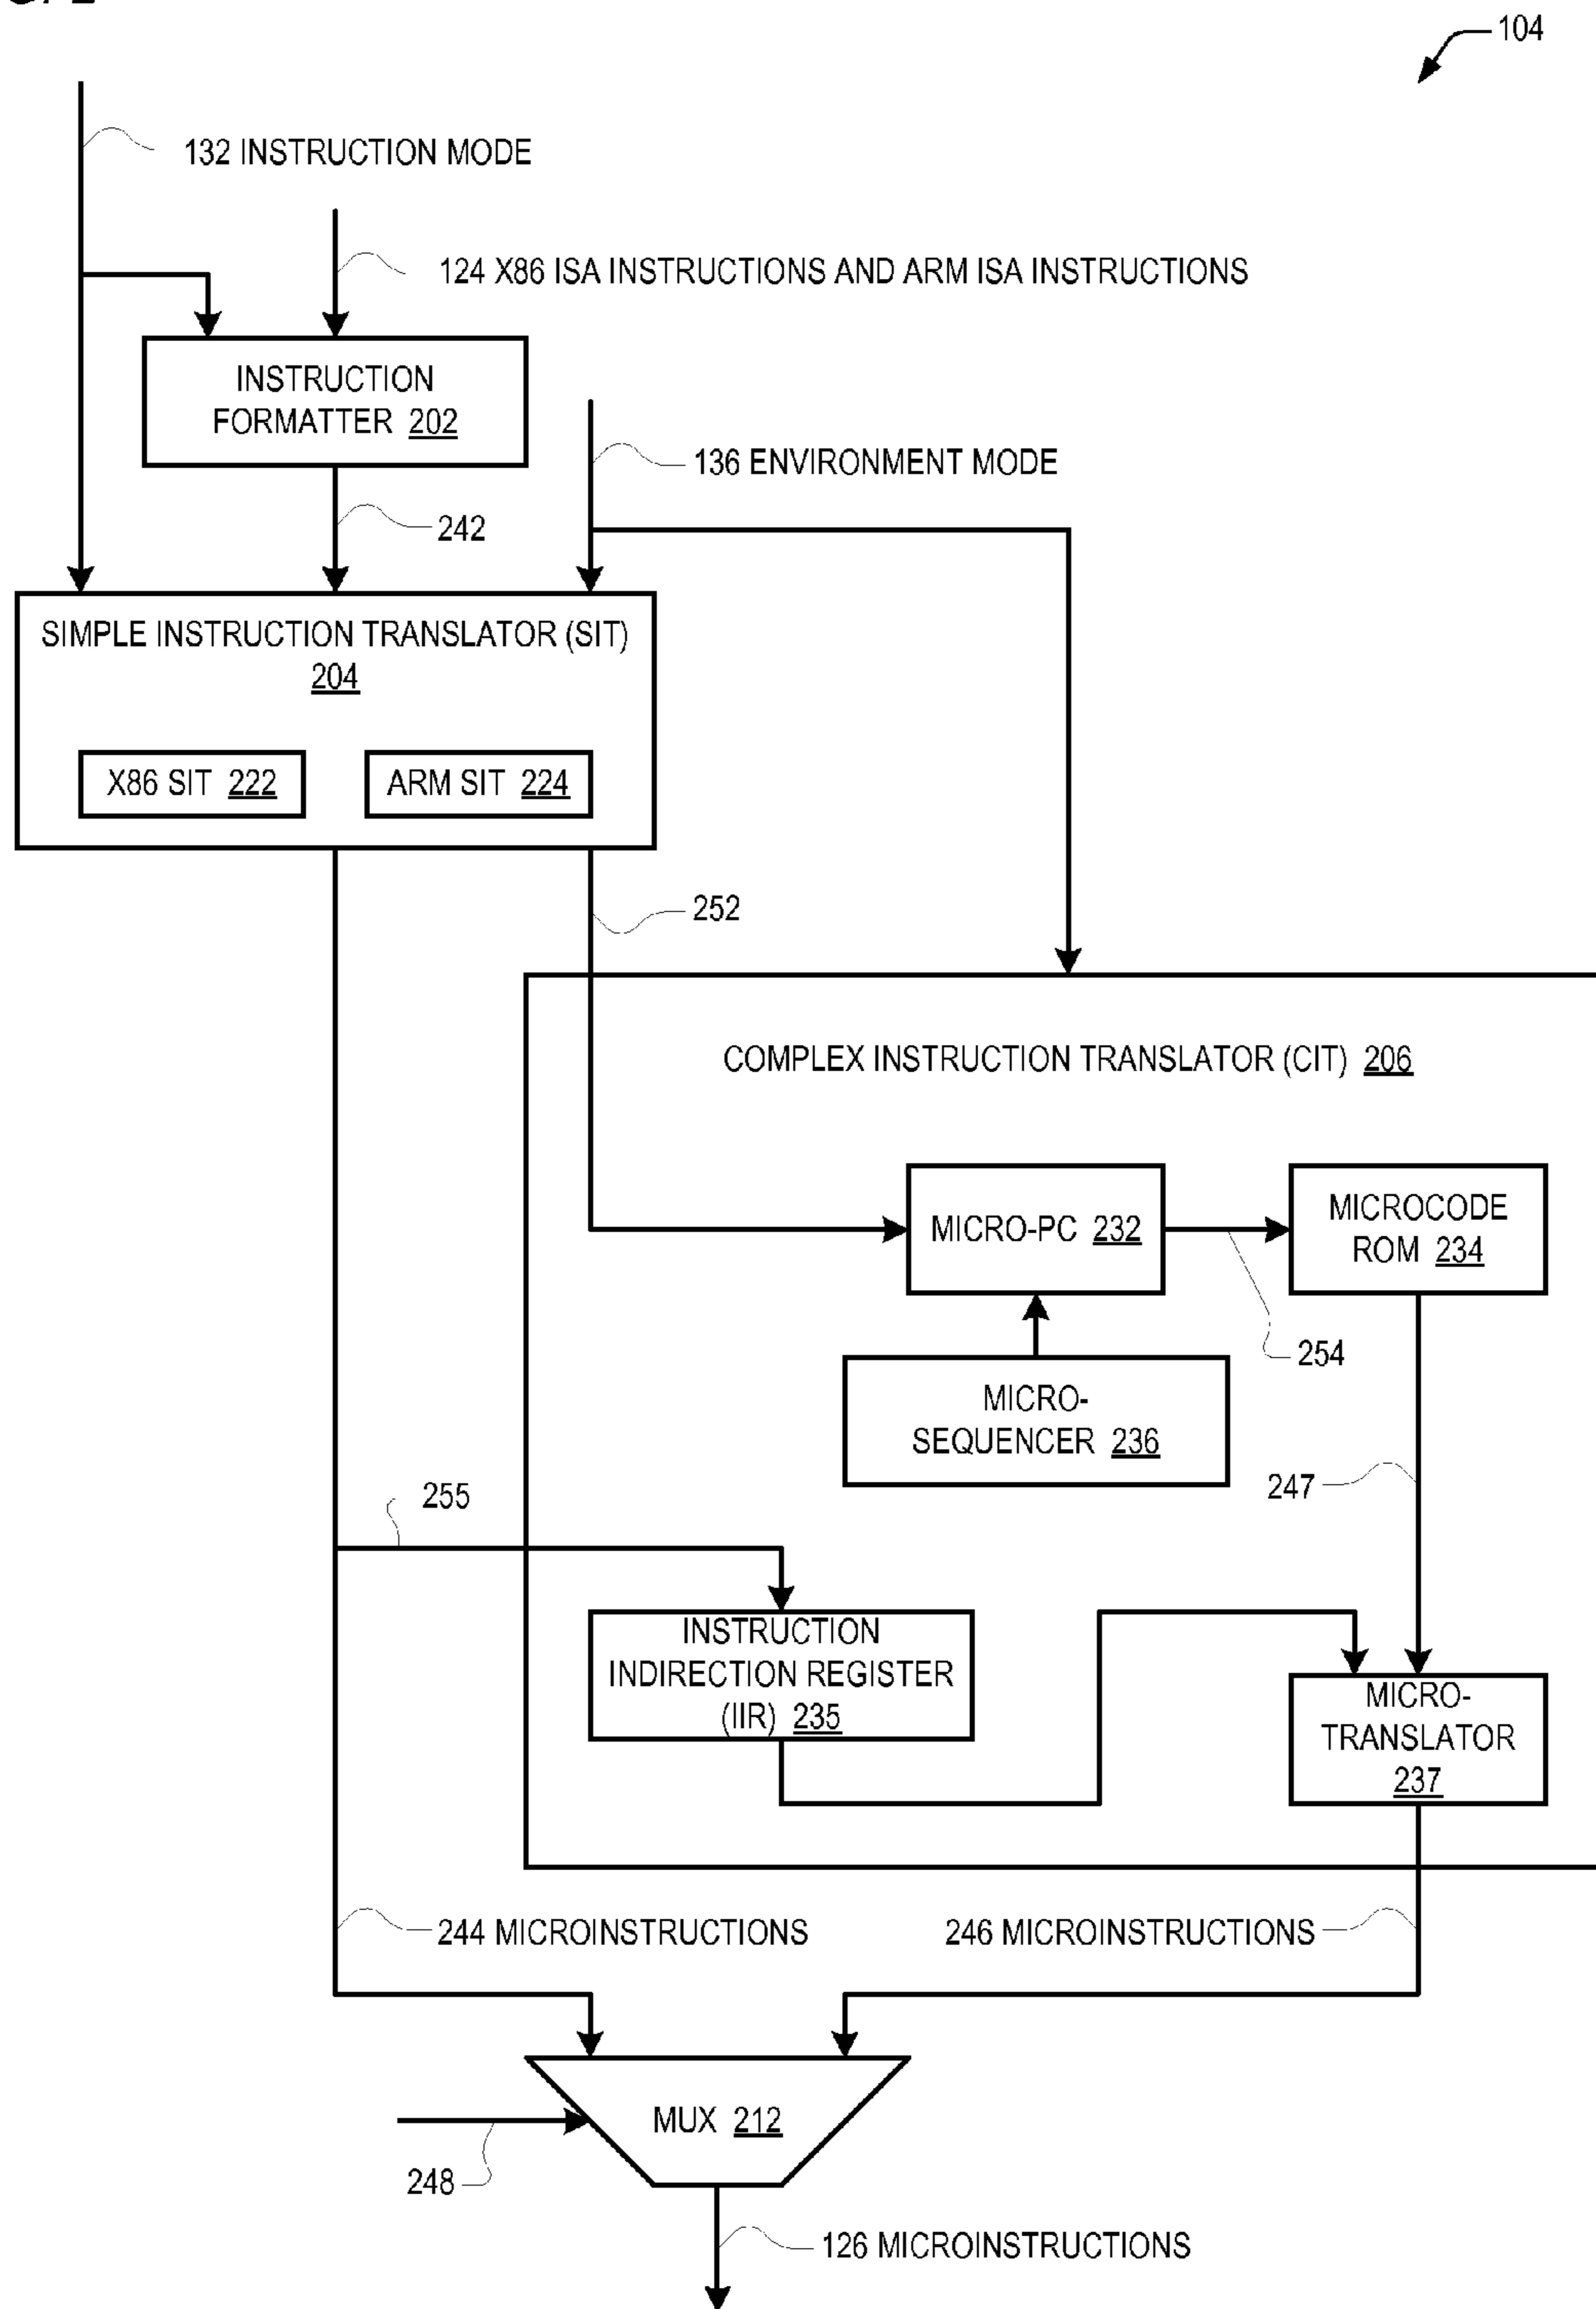 104
132 INSTRUCTION MODE
124 X86 ISA INSTRUCTIONS AND ARM ISA INSTRUCTIONS
INSTRUCTION
FORMATTER 202
136 ENVIRONMENT MODE
242
SIMPLE INSTRUCTION TRANSLATOR (SIT)
204
X86 SIT 222
ARM SIT 224
252
COMPLEX INSTRUCTION TRANSLATOR (CIT) 206
MICRO-PC 232
MICROCODE
ROM 234
254
MICRO-
SEQUENCER 236
247
255
INSTRUCTION
INDIRECTION REGISTER
(IIR) 235
MICRO-
TRANSLATOR
237
244 MICROINSTRUCTIONS
246 MICROINSTRUCTIONS
MUX 212
248
126 MICROINSTRUCTIONS